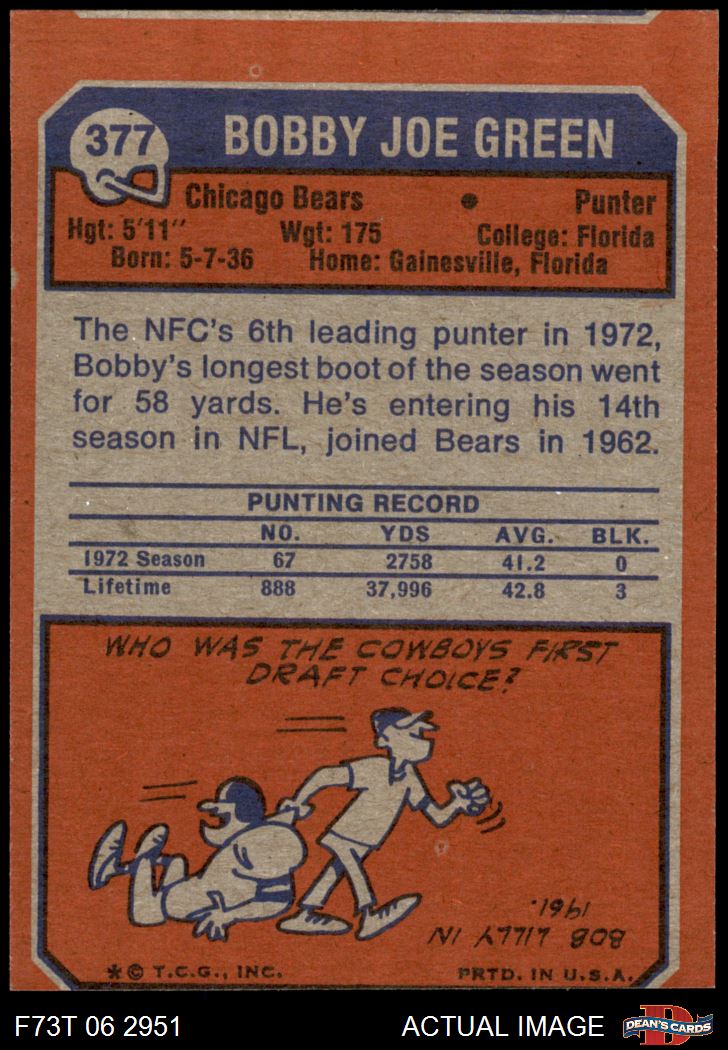 377
BOBBY JOE GREEN
Chicago Bears • Punter
Hgt: 5'11" Wgt: 175 College: Florida
Born: 5-7-36 Home: Gainesville, Florida
The NFC's 6th leading punter in 1972,
Bobby's longest boot of the season went
for 58 yards. He's entering his 14th
season in NFL, joined Bears in 1962.
PUNTING RECORD
NO. YDS AVG. BLK.
1972 Season 67 2758 41.2 0
Lifetime 888 37,996 42.8 3
WHO WAS THE COWBOYS FIRST
DRAFT CHOICE?
BOB LILLY IN
1961.
*© T.C.G., INC. PRTD. IN U.S.A.
F73T 06 2951 ACTUAL IMAGE
D
DEAN'S CARDS